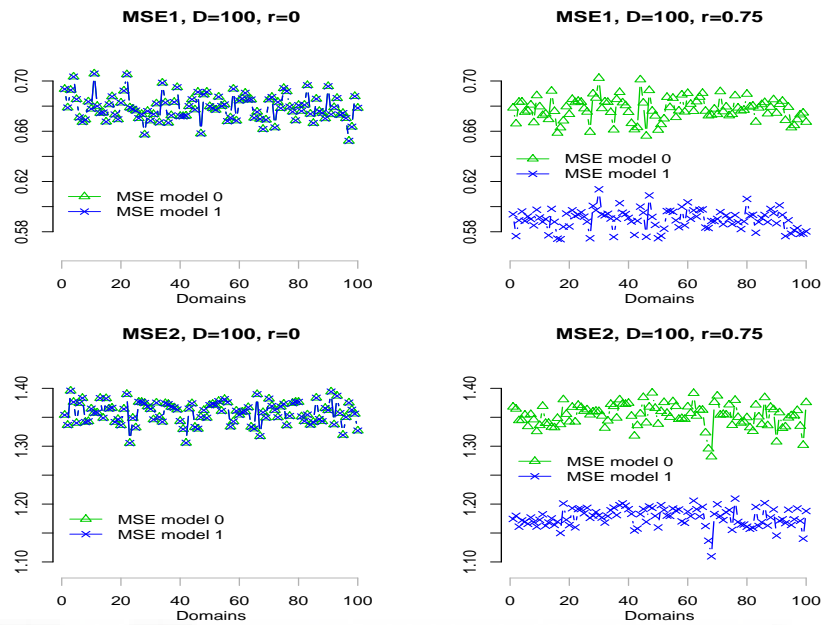 MSE1, D=100, r=0
0.70
0.66
0.62
0.58
MSE model 0
MSE model 1
0 20 40 60 80 100
Domains
MSE1, D=100, r=0.75
0.70
0.66
0.62
0.58
MSE model 0
MSE model 1
0 20 40 60 80 100
Domains
MSE2, D=100, r=0
1.40
1.30
1.20
1.10
MSE model 0
MSE model 1
0 20 40 60 80 100
Domains
MSE2, D=100, r=0.75
1.40
1.30
1.20
1.10
MSE model 0
MSE model 1
0 20 40 60 80 100
Domains